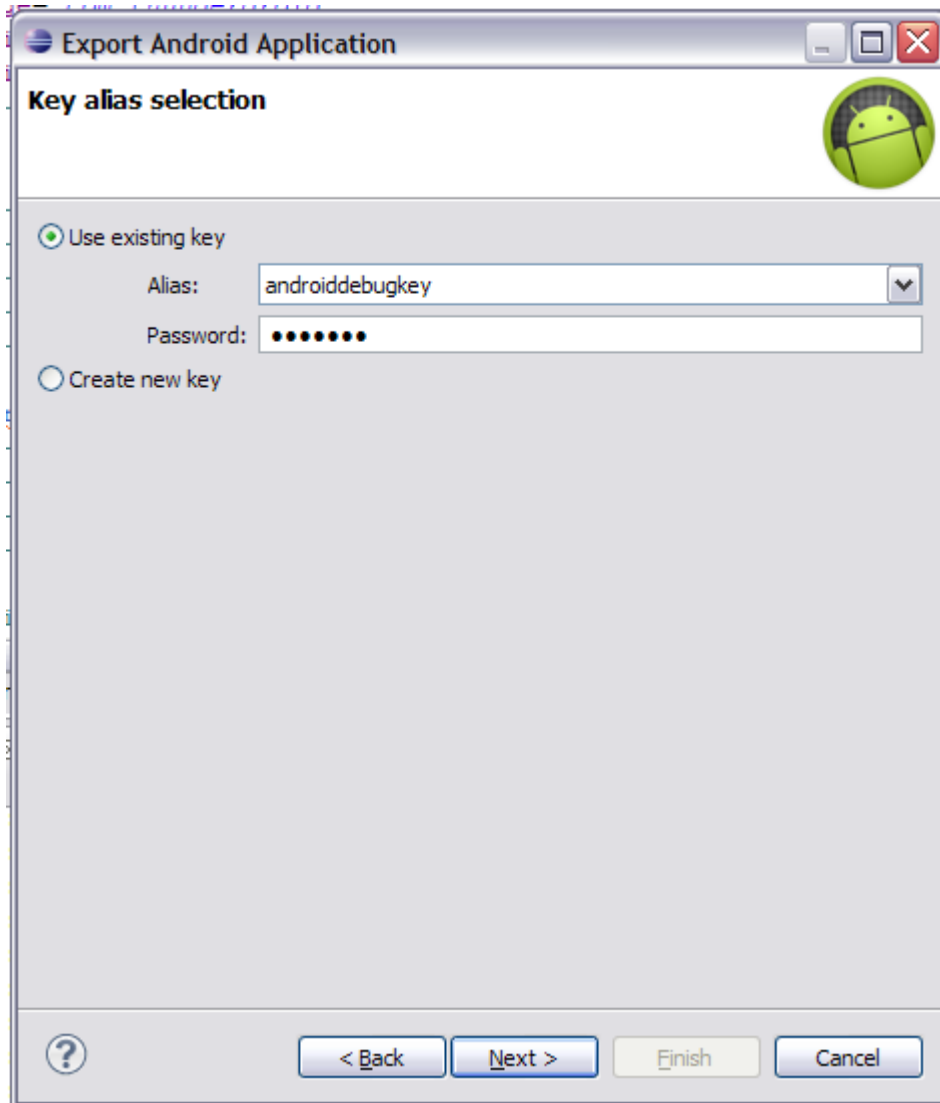 Export Android Application
Key alias selection
Use existing key
Alias: androiddebugkey
Password: •••••••
Create new key
? < Back Next > Finish Cancel